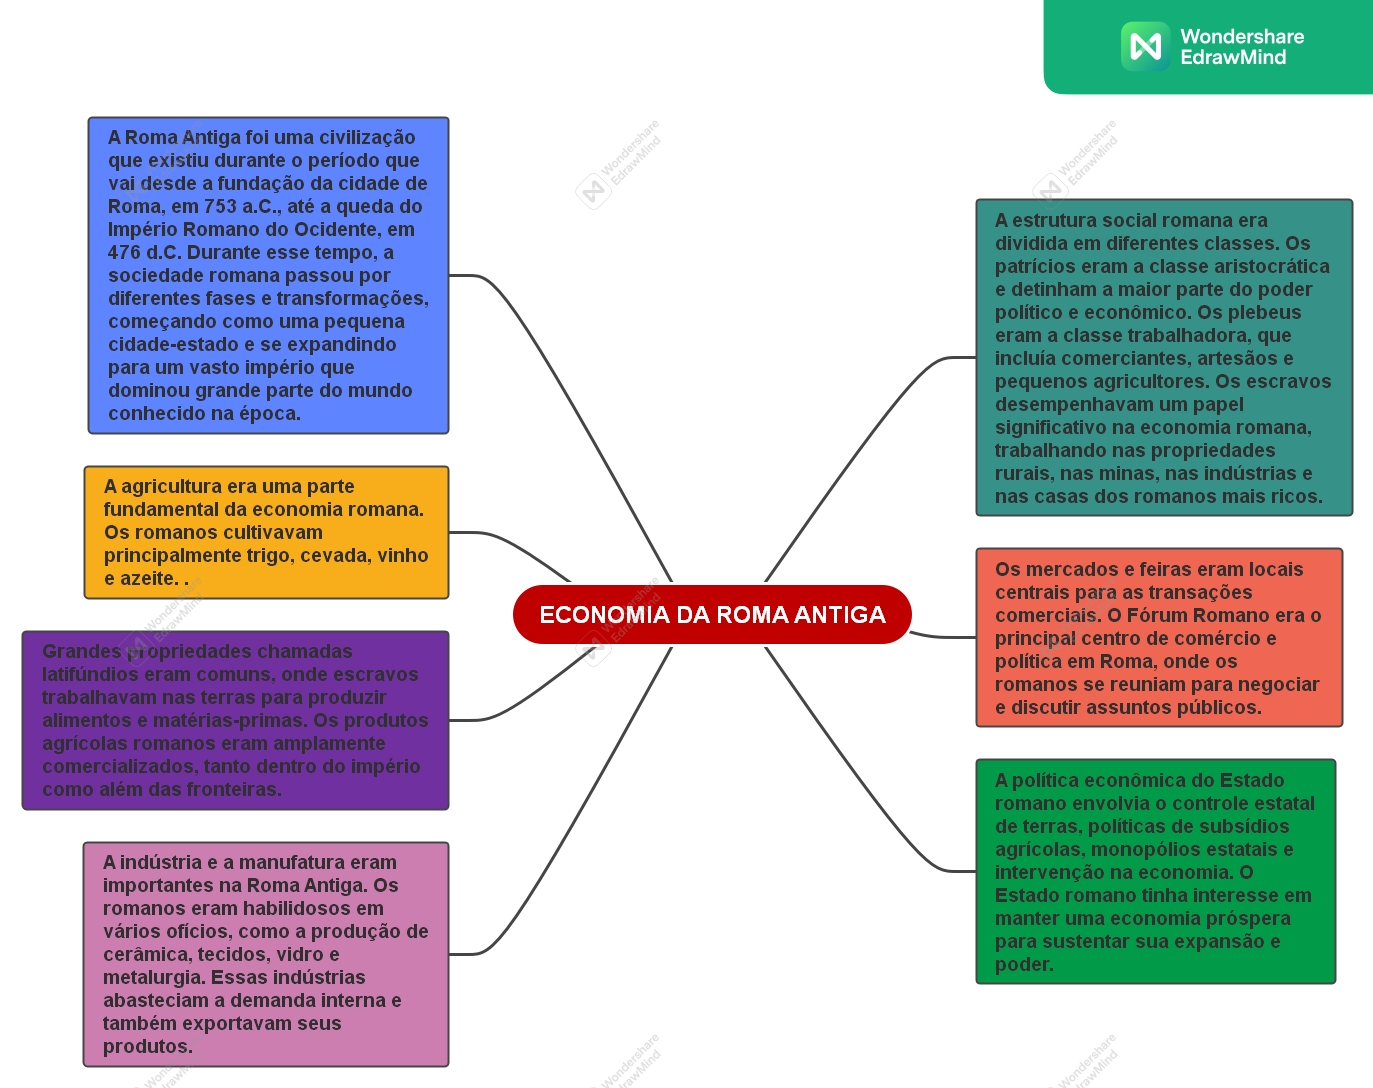 Wondershare
EdrawMind
A Roma Antiga foi uma civilização
que existiu durante o período que
vai desde a fundação da cidade de
Roma, em 753 a.C., até a queda do
Império Romano do Ocidente, em
476 d.C. Durante esse tempo, a
sociedade romana passou por
diferentes fases e transformações,
começando como uma pequena
cidade-estado e se expandindo
para um vasto império que
dominou grande parte do mundo
conhecido na época.
A agricultura era uma parte
fundamental da economia romana.
Os romanos cultivavam
principalmente trigo, cevada, vinho
e azeite. .
Grandes propriedades chamadas
latifúndios eram comuns, onde escravos
trabalhavam nas terras para produzir
alimentos e matérias-primas. Os produtos
agrícolas romanos eram amplamente
comercializados, tanto dentro do império
como além das fronteiras.
A indústria e a manufatura eram
importantes na Roma Antiga. Os
romanos eram habilidosos em
vários ofícios, como a produção de
cerâmica, tecidos, vidro e
metalurgia. Essas indústrias
abasteciam a demanda interna e
também exportavam seus
produtos.
ECONOMIA DA ROMA ANTIGA
A estrutura social romana era
dividida em diferentes classes. Os
patrícios eram a classe aristocrática
e detinham a maior parte do poder
político e econômico. Os plebeus
eram a classe trabalhadora, que
incluía comerciantes, artesãos e
pequenos agricultores. Os escravos
desempenhavam um papel
significativo na economia romana,
trabalhando nas propriedades
rurais, nas minas, nas indústrias e
nas casas dos romanos mais ricos.
Os mercados e feiras eram locais
centrais para as transações
comerciais. O Fórum Romano era o
principal centro de comércio e
política em Roma, onde os
romanos se reuniam para negociar
e discutir assuntos públicos.
A política econômica do Estado
romano envolvia o controle estatal
de terras, políticas de subsídios
agrícolas, monopólios estatais e
intervenção na economia. O
Estado romano tinha interesse em
manter uma economia próspera
para sustentar sua expansão e
poder.
Wondershare
EdrawMind
Wondershare
EdrawMind
Wondershare
EdrawMind
Wondershare
EdrawMind
Wondershare
EdrawMind
Wondershare
EdrawMind